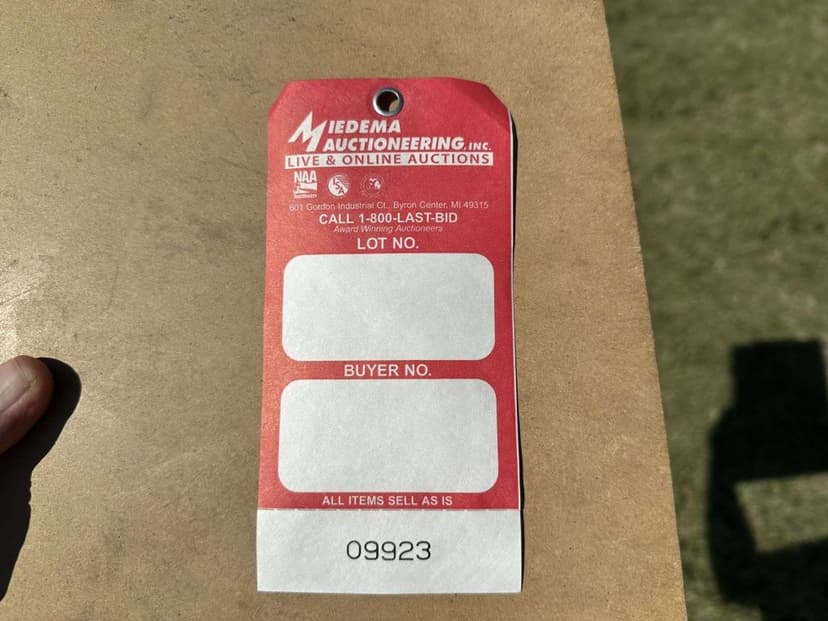 MIEDEMA
AUCTIONEERING, INC.
LIVE & ONLINE AUCTIONS
NAA
601 Gordon Industrial Ct., Byron Center, MI 49315
CALL 1-800-LAST-BID
Award Winning Auctioneers
LOT NO.
BUYER NO.
ALL ITEMS SELL AS IS
09923